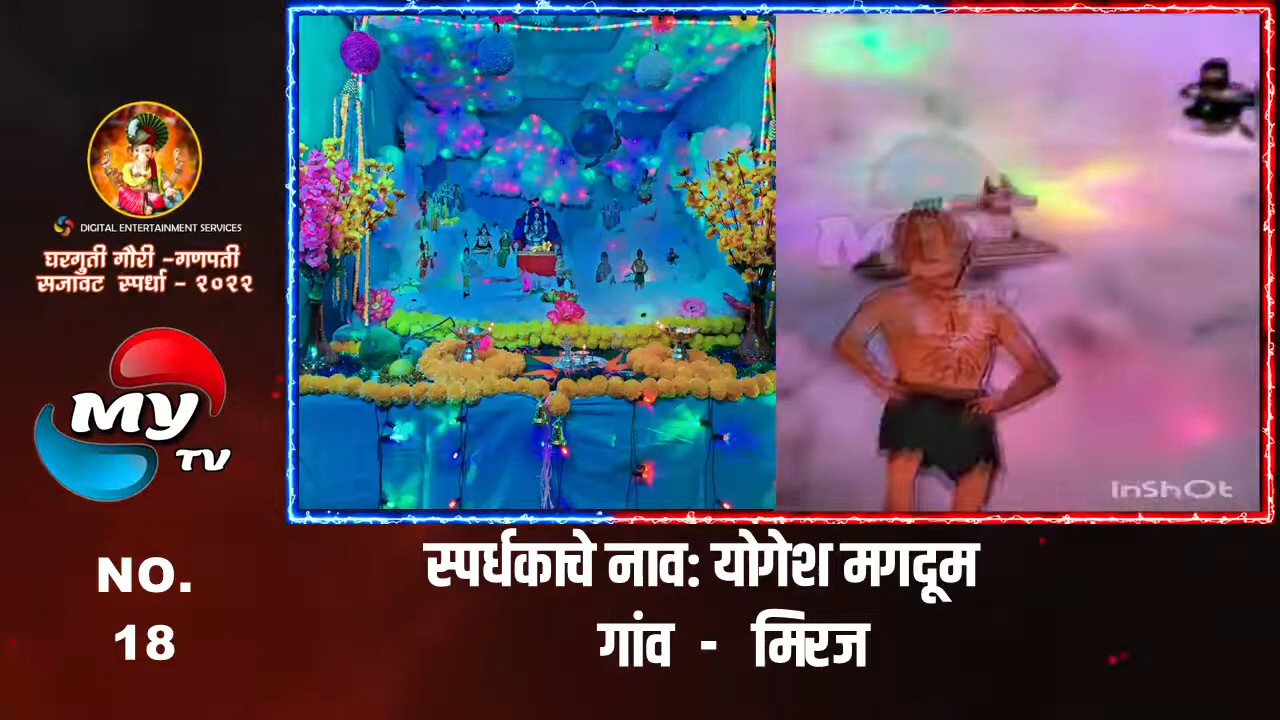 DIGITAL ENTERTAINMENT SERVICES
घरगुती गौरी -गणपती
सजावट स्पर्धा - २०२२
MY
TV
NO.
18
InShOt
स्पर्धकाचे नाव: योगेश मगदूम
गांव - मिरज